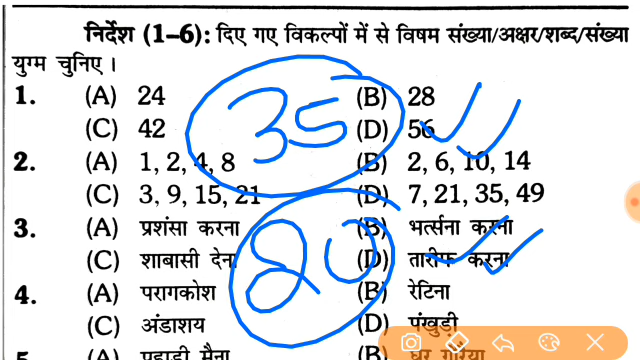 निर्देश (1–6): दिए गए विकल्पों में से विषम संख्या/अक्षर/शब्द/संख्या
युग्म चुनिए ।
1. (A) 24 (B) 28
(C) 42 (D) 56
35
2. (A) 1, 2, 4, 8 (B) 2, 6, 10, 14
(C) 3, 9, 15, 21 (D) 7, 21, 35, 49
3. (A) प्रशंसा करना (B) भर्त्सना करना
(C) शाबासी देना (D) तारीफ करना
20
4. (A) परागकोश (B) रेटिना
(C) अंडाशय (D) पंखुडी
(A) पहाड़ी मैना (B)